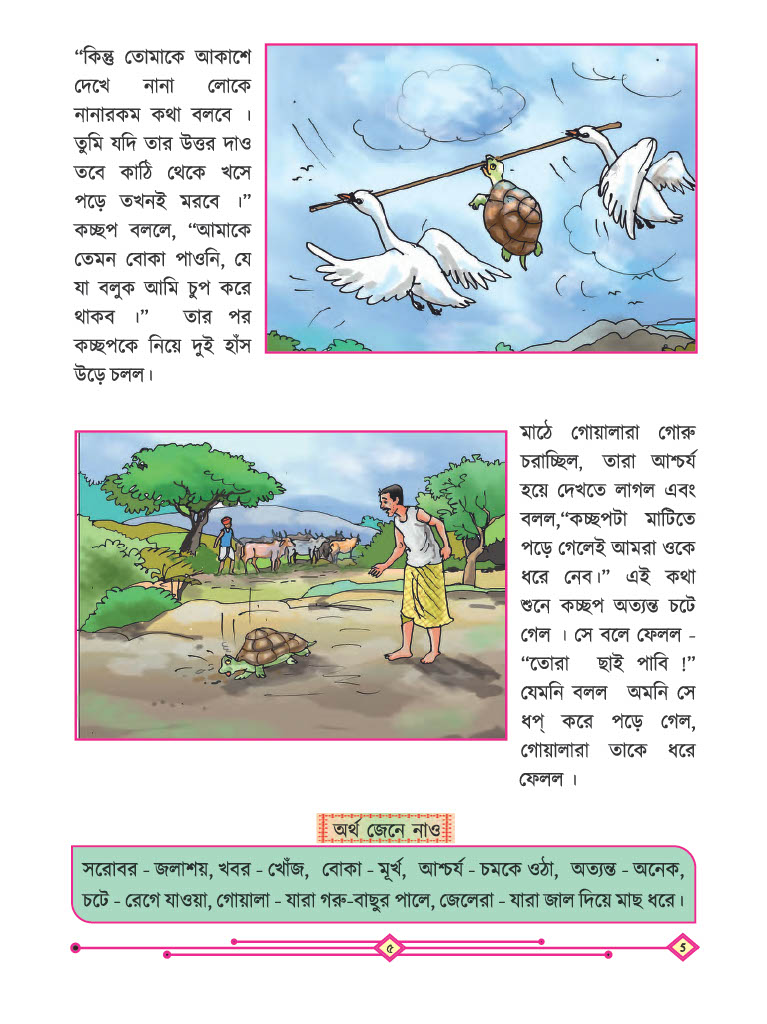 “কিন্তু তোমাকে আকাশে
দেখে নানা লোকে
নানারকম কথা বলবে ।
তুমি যদি তার উত্তর দাও
তবে কাঠি থেকে খসে
পড়ে তখনই মরবে ।”
কচ্ছপ বললে, “আমাকে
তেমন বোকা পাওনি, যে
যা বলুক আমি চুপ করে
থাকব ।” তার পর
কচ্ছপকে নিয়ে দুই হাঁস
উড়ে চলল।
মাঠে গোয়ালারা গোরু
চরাচ্ছিল, তারা আশ্চর্য
হয়ে দেখতে লাগল এবং
বলল,“কচ্ছপটা মাটিতে
পড়ে গেলেই আমরা ওকে
ধরে নেব।” এই কথা
শুনে কচ্ছপ অত্যন্ত চটে
গেল । সে বলে ফেলল -
“তোরা ছাই পাবি !”
যেমনি বলল অমনি সে
ধপ্ করে পড়ে গেল,
গোয়ালারা তাকে ধরে
ফেলল ।
অর্থ জেনে নাও
সরোবর - জলাশয়, খবর - খোঁজ, বোকা - মূর্খ, আশ্চর্য - চমকে ওঠা, অত্যন্ত - অনেক,
চটে - রেগে যাওয়া, গোয়ালা - যারা গরু-বাছুর পালে, জেলেরা - যারা জাল দিয়ে মাছ ধরে।
৫
5